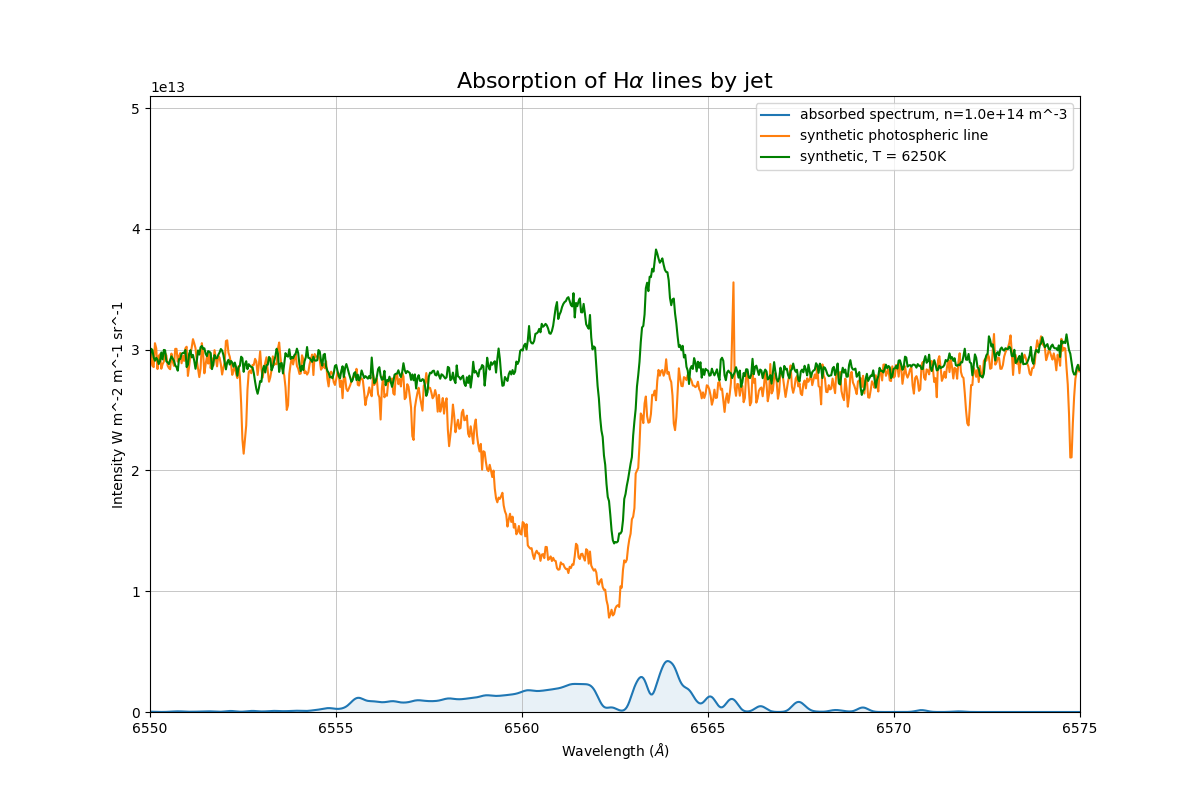 Absorption of Hα lines by jet
1e13
absorbed spectrum, n=1.0e+14 m^-3
synthetic photospheric line
synthetic, T = 6250K
5
4
3
2
1
0
Intensity W m^-2 m^-1 sr^-1
6550 6555 6560 6565 6570 6575
Wavelength (Å)